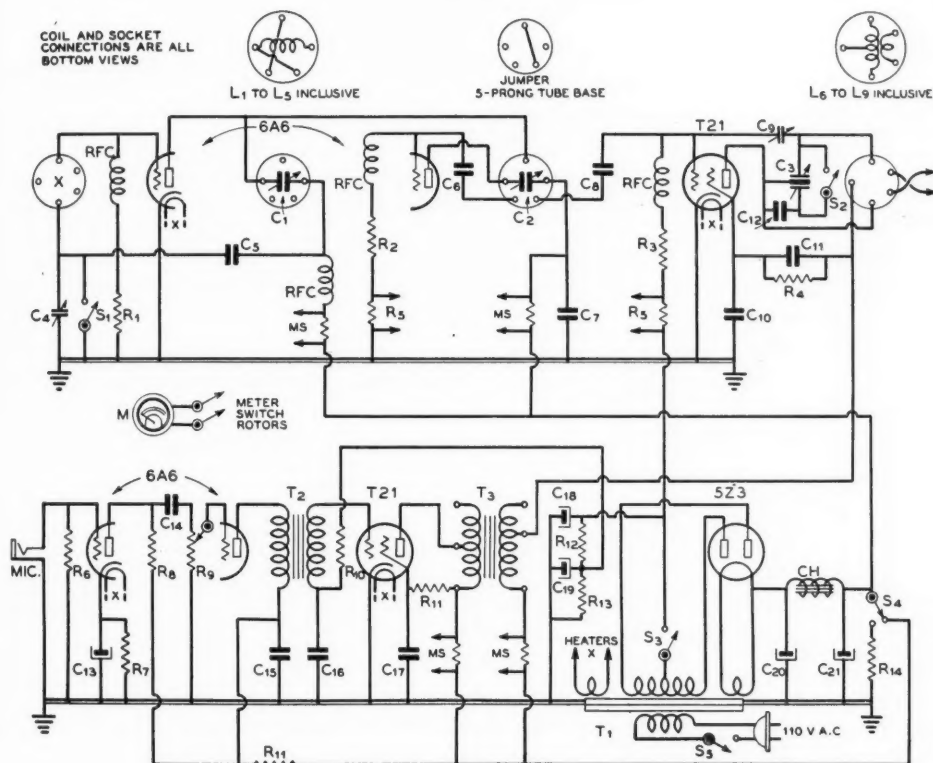 COIL AND SOCKET
CONNECTIONS ARE ALL
BOTTOM VIEWS
L1 TO L5 INCLUSIVE
JUMPER
5-PRONG TUBE BASE
L6 TO L9 INCLUSIVE
6A6
T21
C9
X
RFC
X
C1
RFC
C6
C2
C8
RFC
X
C3
S2
C12
C5
R2
R3
C11
R4
C4
S1
R1
RFC
MS
R5
MS
C7
R5
C10
M
METER
SWITCH
ROTORS
6A6
T2
T21
T3
C18
5Z3
C14
MIC.
R6
X
R8
R9
R10
X
R11
R12
C19
R13
CH
S4
C13
R7
C15
C16
C17
MS
MS
HEATERS
X
S3
C20
C21
R14
T1
110 V A.C
S5
R11